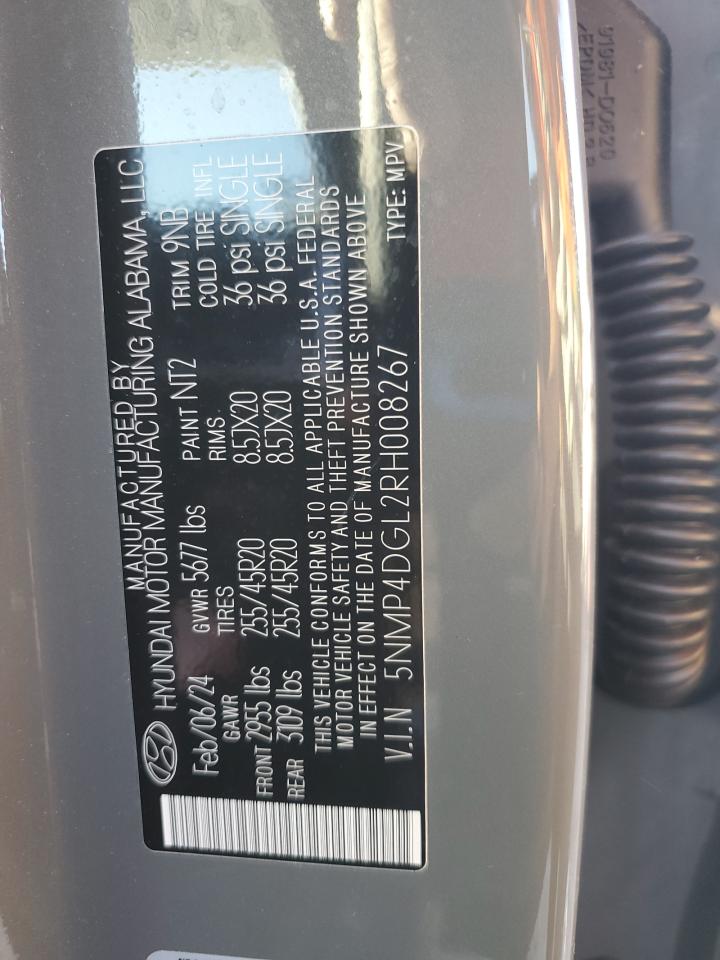 MANUFACTURED BY
HYUNDAI MOTOR MANUFACTURING ALABAMA, LLC
Feb/06/24 GVWR 5677 lbs PAINT NT2 TRIM 9NB
GAWR TIRES RIMS COLD TIRE INFL
FRONT 2955 lbs 255/45R20 8.5JX20 36 psi SINGLE
REAR 3109 lbs 255/45R20 8.5JX20 36 psi SINGLE
THIS VEHICLE CONFORMS TO ALL APPLICABLE U.S.A. FEDERAL
MOTOR VEHICLE SAFETY AND THEFT PREVENTION STANDARDS
IN EFFECT ON THE DATE OF MANUFACTURE SHOWN ABOVE
V.I.N 5NMP4DGL2RH008267 TYPE: MPV
91981-DO620